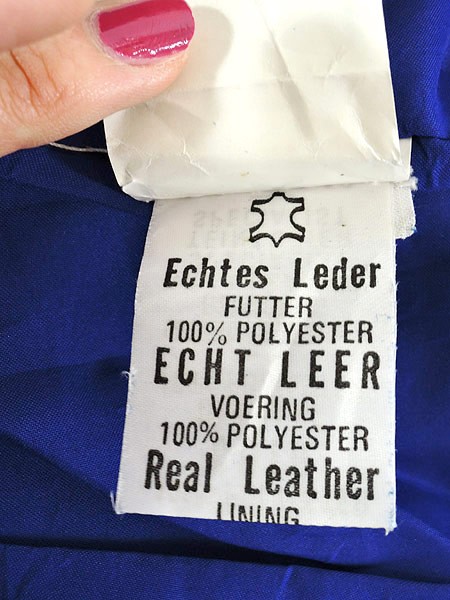 Echtes Leder
FUTTER
100% POLYESTER
ECHT LEER
VOERING
100% POLYESTER
Real Leather
LINING